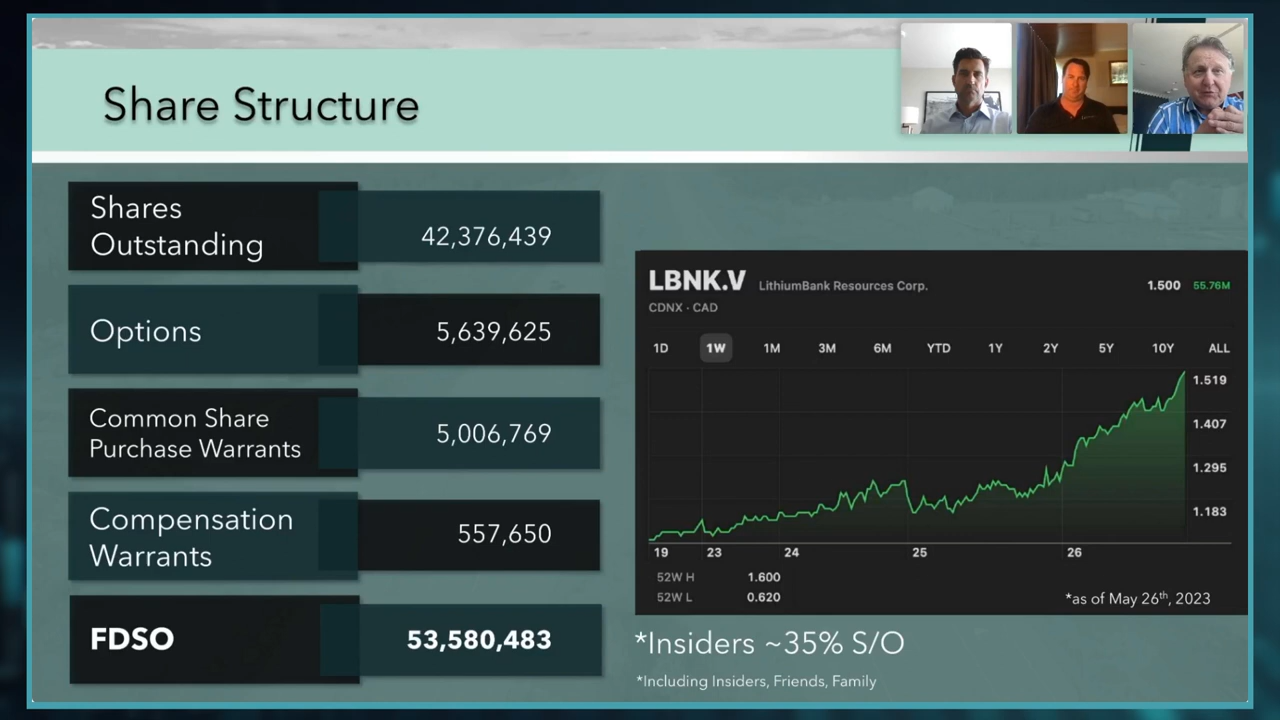 Share Structure
Shares
Outstanding
42,376,439
Options
5,639,625
Common Share
Purchase Warrants
5,006,769
Compensation
Warrants
557,650
FDSO
53,580,483
LBNK.V LithiumBank Resources Corp. 1.500 55.76M
CDNX · CAD
1D 1W 1M 3M 6M YTD 1Y 2Y 5Y 10Y ALL
1.519
1.407
1.295
1.183
19 23 24 25 26
52W H 1.600
52W L 0.620
*as of May 26th, 2023
*Insiders ~35% S/O
*Including Insiders, Friends, Family